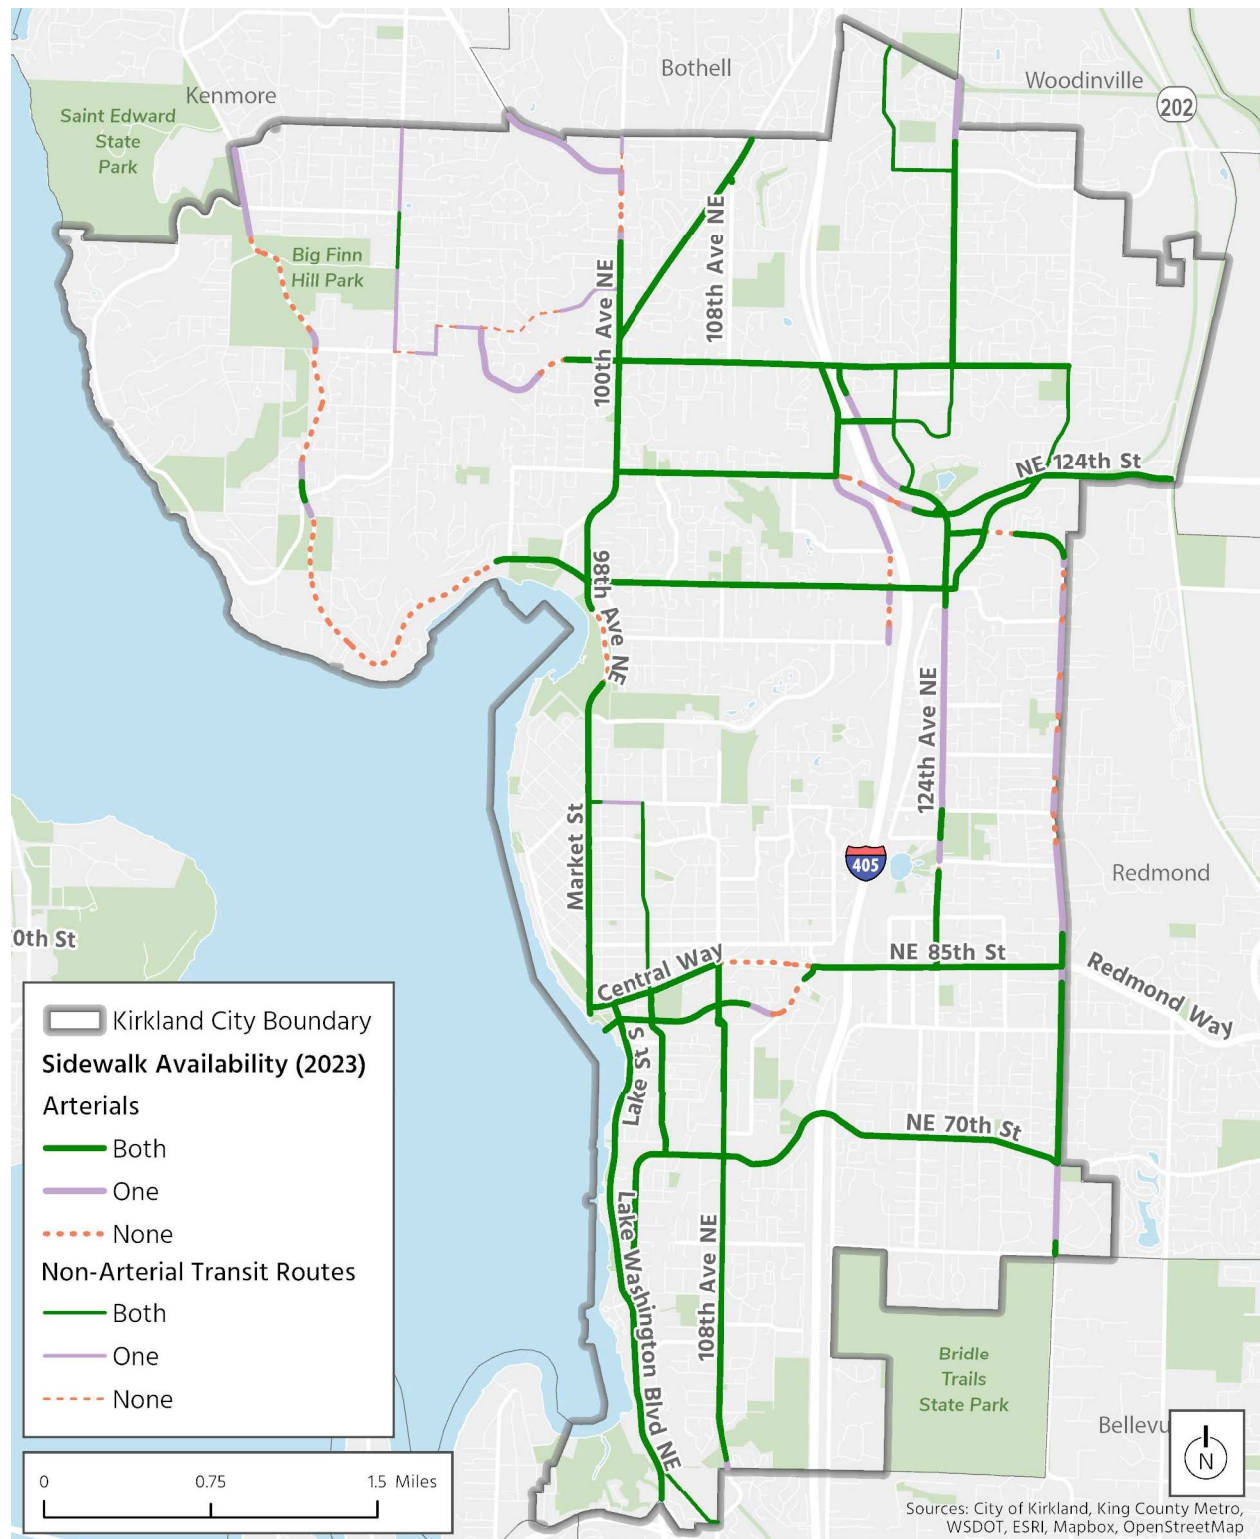 Bothell
Woodinville
Kenmore
202
Saint Edward
State
Park
108th Ave NE
Big Finn
Hill Park
100th Ave NE
NE 124th St
98th Ave NE
124th Ave NE
Market St
405
Redmond
0th St
NE 85th St
Central Way
Redmond Way
Lake St S
NE 70th St
Lake Washington Blvd NE
108th Ave NE
Bridle
Trails
State Park
Bellevu
Kirkland City Boundary
Sidewalk Availability (2023)
Arterials
Both
One
None
Non-Arterial Transit Routes
Both
One
None
0 0.75 1.5 Miles
N
Sources: City of Kirkland, King County Metro,
WSDOT, ESRI, Mapbox, OpenStreetMap